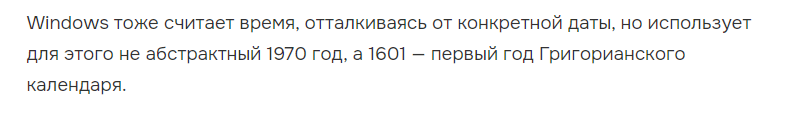 Windows тоже считает время, отталкиваясь от конкретной даты, но использует
для этого не абстрактный 1970 год, а 1601 — первый год Григорианского
календаря.